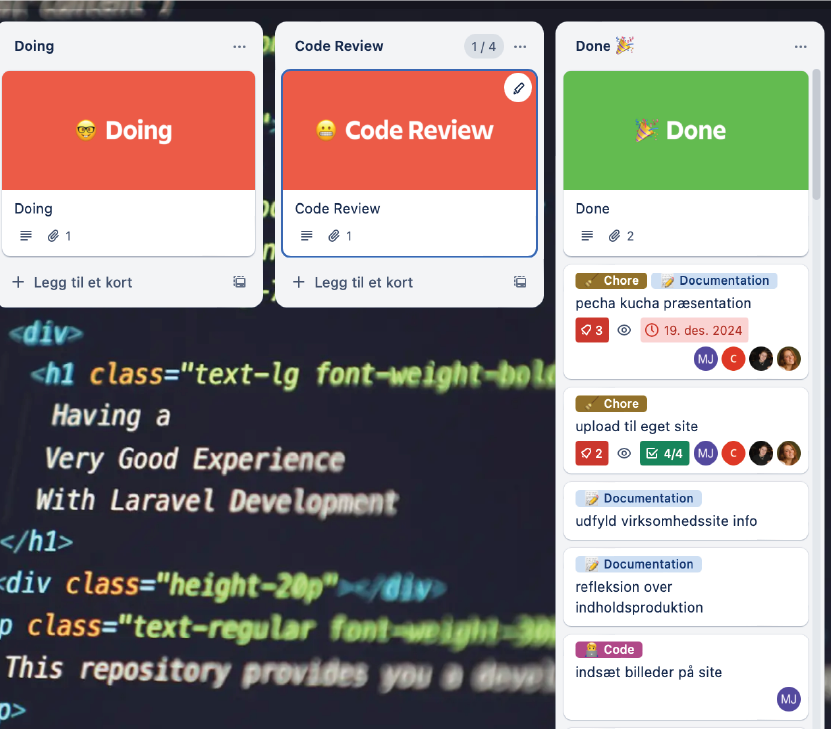 Doing
Doing
Doing
1
Legg til et kort
Code Review
1 / 4
Code Review
Code Review
1
Legg til et kort
Done
Done
Done
2
Chore Documentation
pecha kucha præsentation
3 19. des. 2024
MJ C
Chore
upload til eget site
2 4/4 MJ C
Documentation
udfyld virksomhedssite info
Documentation
refleksion over
indholdsproduktion
Code
indsæt billeder på site
MJ
<div>
<h1 class="text-lg font-weight-bold
Having a
Very Good Experience
With Laravel Development
</h1>
<div class="height-20p"></div>
p class="text-regular font-weight-300
This repository provides you a devel
p>